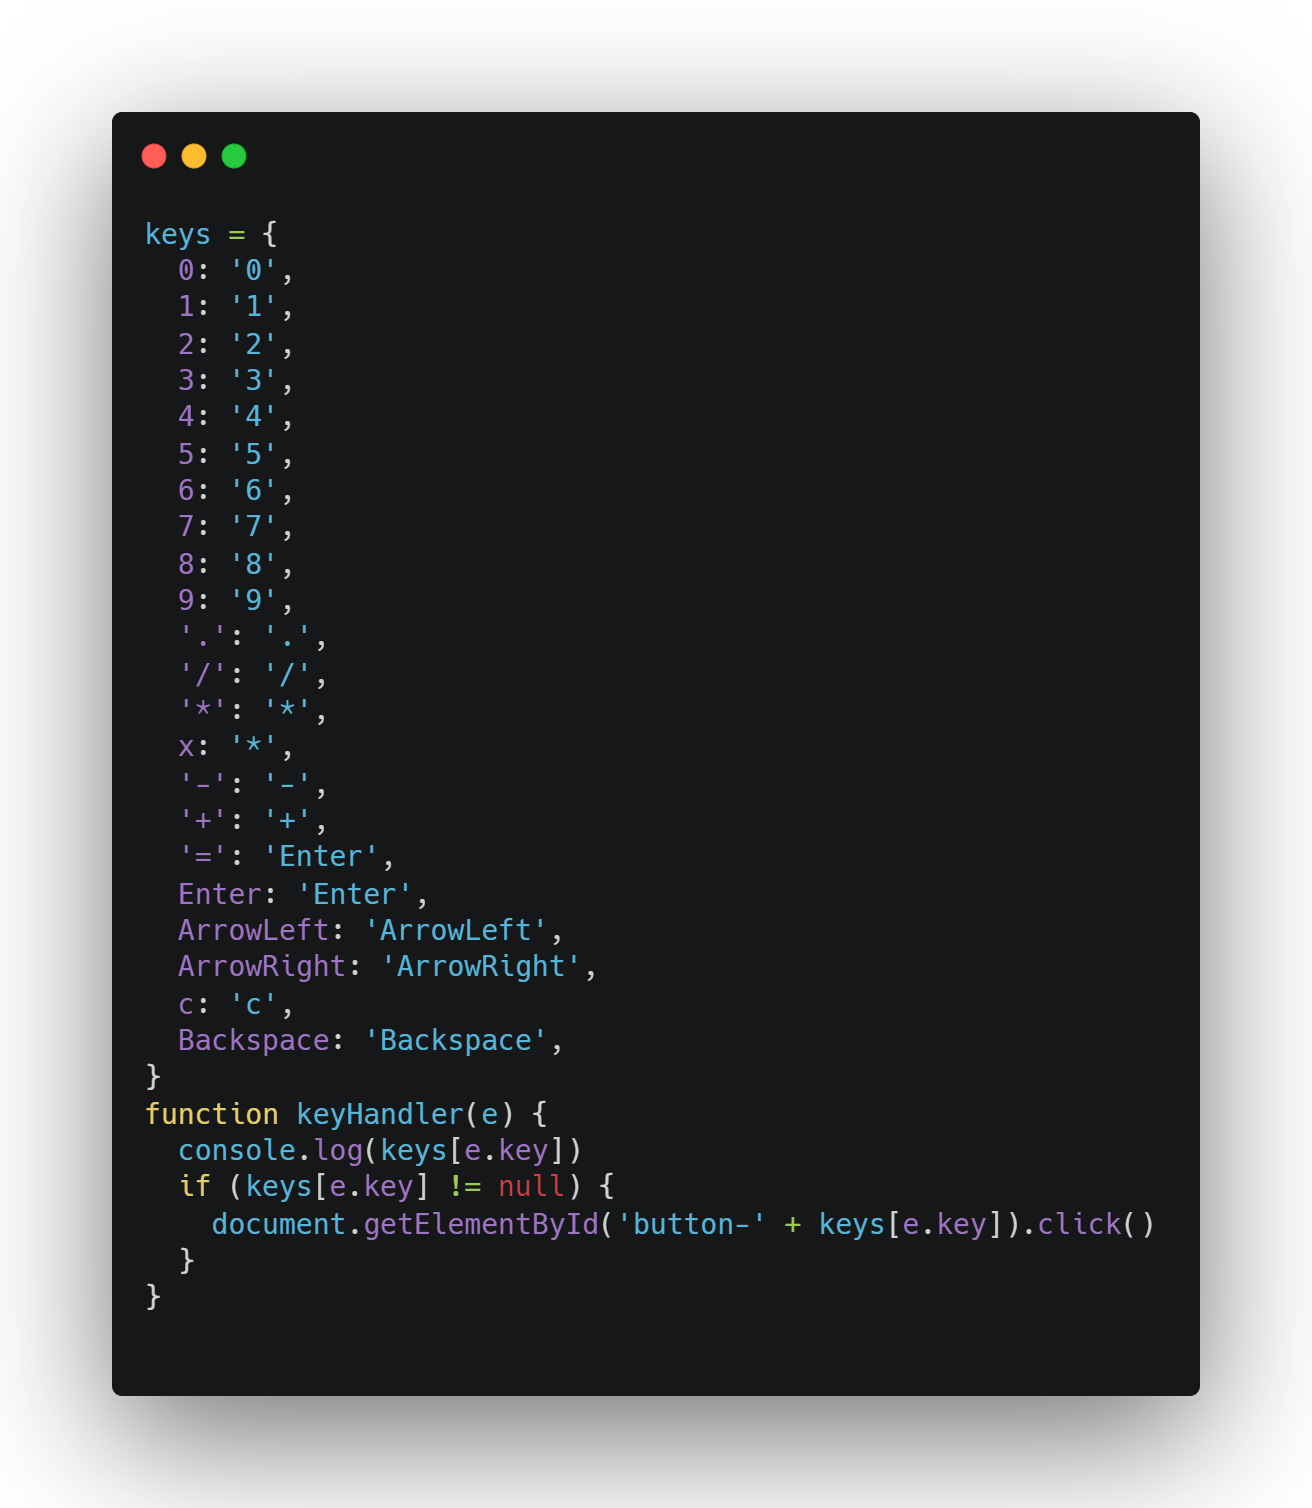 keys = {
  0: '0',
  1: '1',
  2: '2',
  3: '3',
  4: '4',
  5: '5',
  6: '6',
  7: '7',
  8: '8',
  9: '9',
  '.': '.',
  '/': '/',
  '*': '*',
  x: '*',
  '-': '-',
  '+': '+',
  '=': 'Enter',
  Enter: 'Enter',
  ArrowLeft: 'ArrowLeft',
  ArrowRight: 'ArrowRight',
  c: 'c',
  Backspace: 'Backspace',
}
function keyHandler(e) {
  console.log(keys[e.key])
  if (keys[e.key] != null) {
    document.getElementById('button-' + keys[e.key]).click()
  }
}